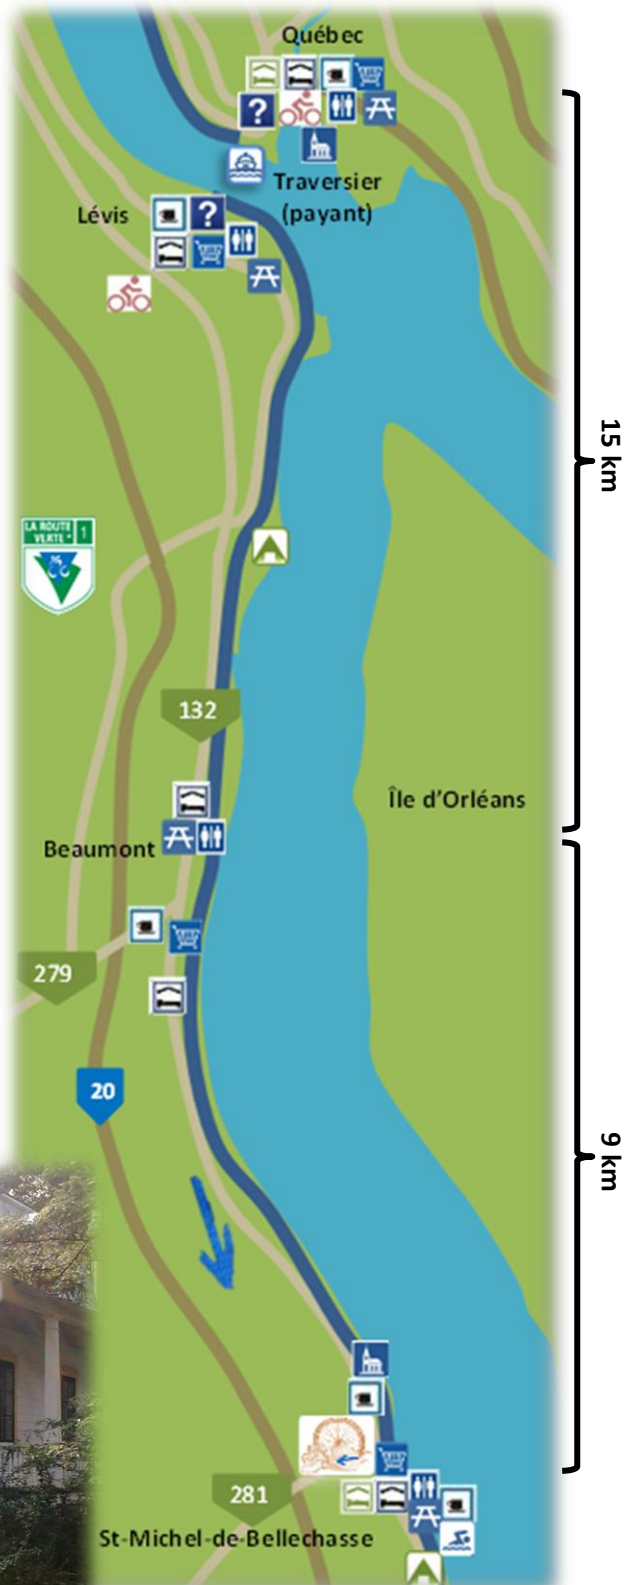 Québec
?
Traversier
(payant)
Lévis
?
15 km
LA ROUTE
VERTE 1
132
Île d'Orléans
Beaumont
279
20
9 km
281
St-Michel-de-Bellechasse